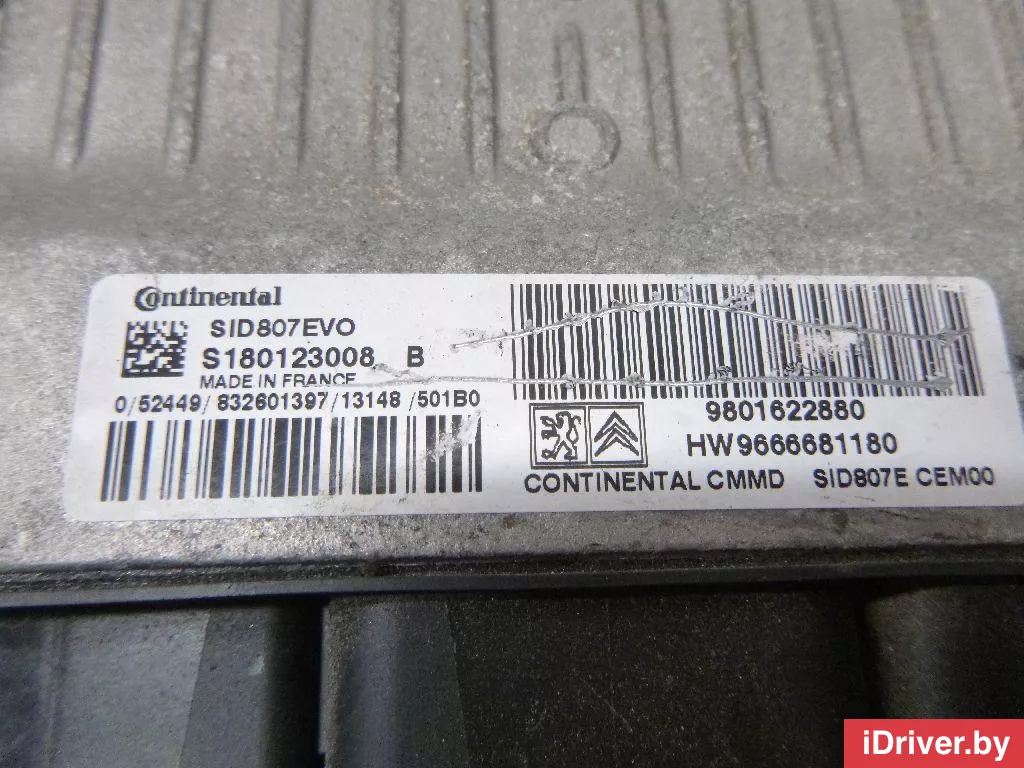 Continental
SID807EVO
S180123008 B
MADE IN FRANCE
0/52449/832601397/13148/501B0
9801622880
HW9666681180
CONTINENTAL CMMD SID807E CEM00
iDriver.by